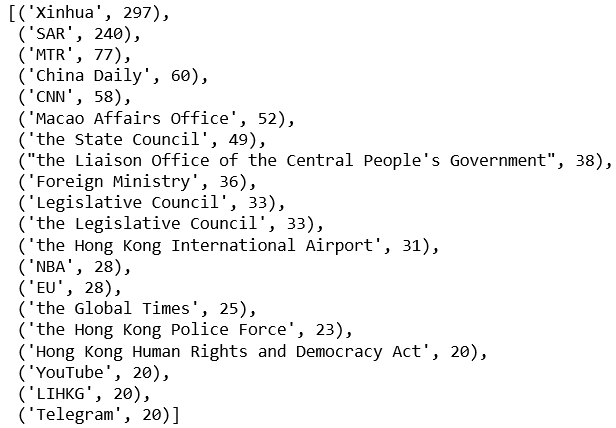 [('Xinhua', 297),
('SAR', 240),
('MTR', 77),
('China Daily', 60),
('CNN', 58),
('Macao Affairs Office', 52),
('the State Council', 49),
("the Liaison Office of the Central People's Government", 38),
('Foreign Ministry', 36),
('Legislative Council', 33),
('the Legislative Council', 33),
('the Hong Kong International Airport', 31),
('NBA', 28),
('EU', 28),
('the Global Times', 25),
('the Hong Kong Police Force', 23),
('Hong Kong Human Rights and Democracy Act', 20),
('YouTube', 20),
('LIHKG', 20),
('Telegram', 20)]